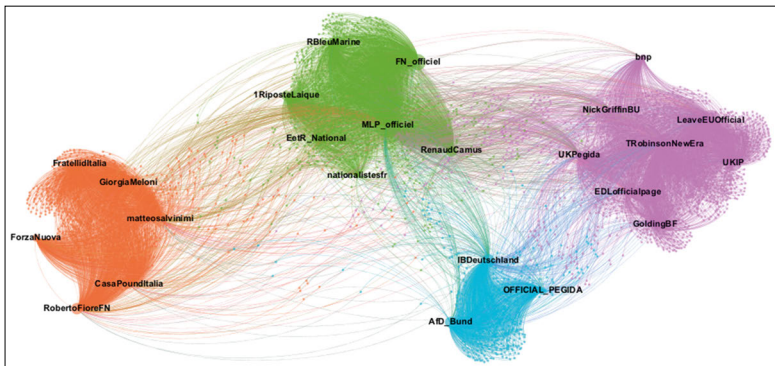 RBleuMarine
FN_officiel
bnp
1RiposteLaique
NickGriffinBU
LeaveEUOfficial
MLP_officiel
EetR_National
RenaudCamus
TRobinsonNewEra
UKPegida
UKIP
FratellidItalia
GiorgiaMeloni
nationalistesfr
EDLofficialpage
matteosalvinimi
GoldingBF
ForzaNuova
IBDeutschland
CasaPoundItalia
OFFICIAL_PEGIDA
RobertoFioreFN
AfD_Bund